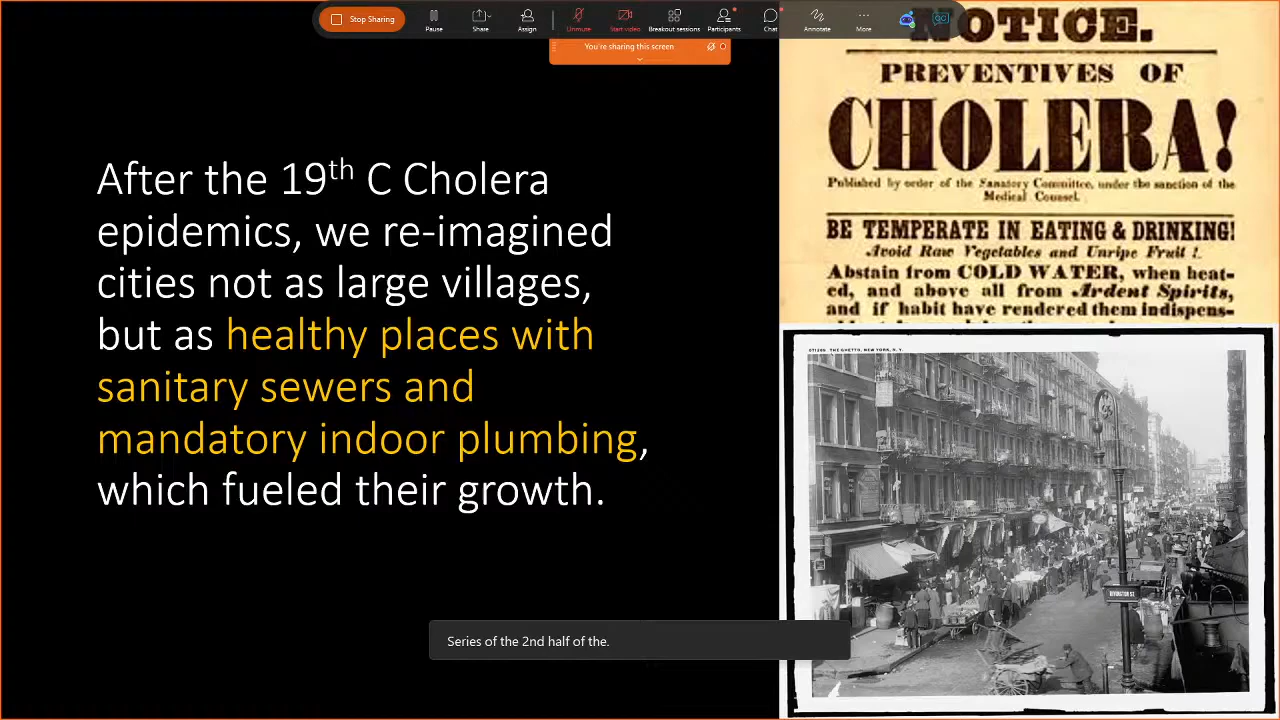 Stop Sharing
Pause
Share
Assign
Unmute
Start video
Breakout sessions
Participants
Chat
Annotate
More
You're sharing this screen
After the 19th C Cholera
epidemics, we re-imagined
cities not as large villages,
but as healthy places with
sanitary sewers and
mandatory indoor plumbing,
which fueled their growth.
NOTICE.
PREVENTIVES OF
CHOLERA!
Published by order of the Sanatory Committee, under the sanction of the
Medical Counsel.
BE TEMPERATE IN EATING & DRINKING!
Avoid Raw Vegetables and Unripe Fruit !.
Abstain from COLD WATER, when heat-
ed, and above all from Ardent Spirits,
and if habit have rendered them indispens-
THE GHETTO, NEW YORK, N. Y.
RIVINGTON ST.
Series of the 2nd half of the.